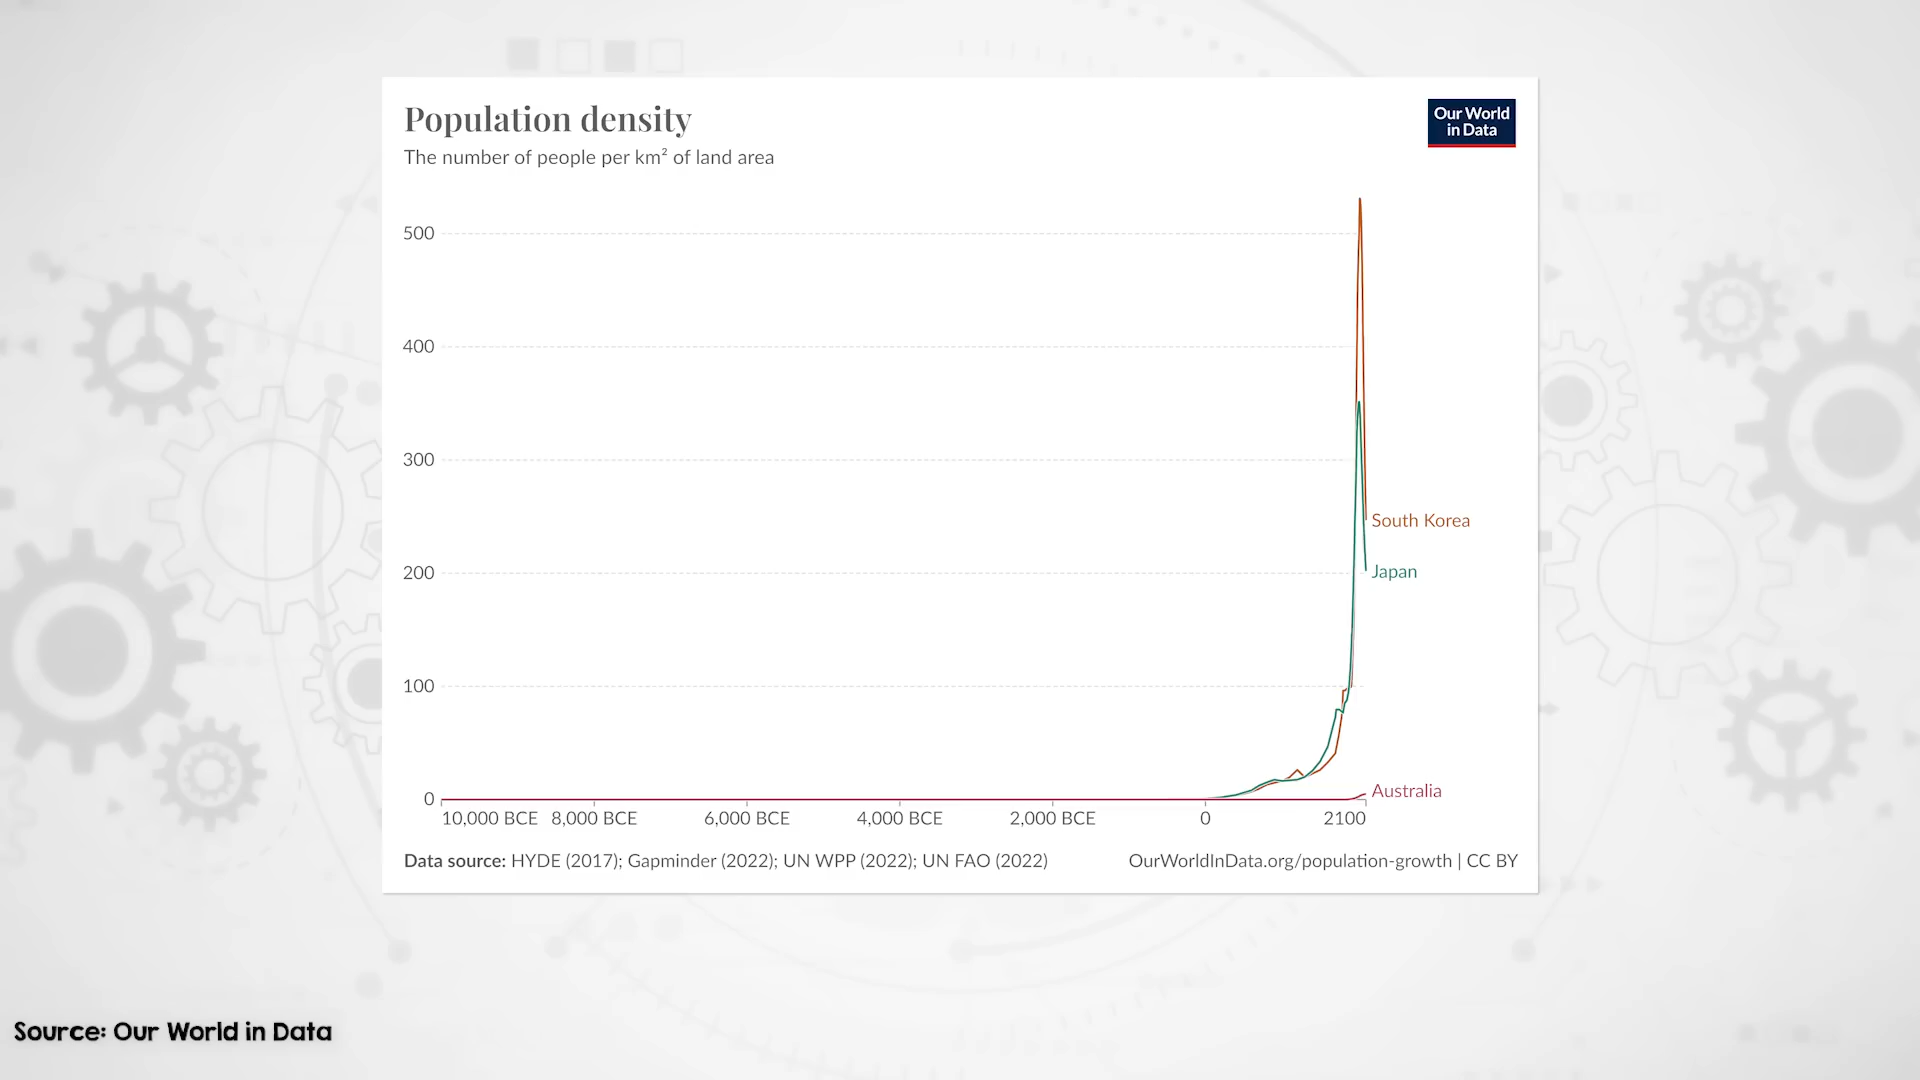 Population density
The number of people per km² of land area
Our World
in Data
500
400
300
200
100
0
South Korea
Japan
Australia
10,000 BCE 8,000 BCE 6,000 BCE 4,000 BCE 2,000 BCE 0 2100
Data source: HYDE (2017); Gapminder (2022); UN WPP (2022); UN FAO (2022)
OurWorldInData.org/population-growth | CC BY
Source: Our World in Data